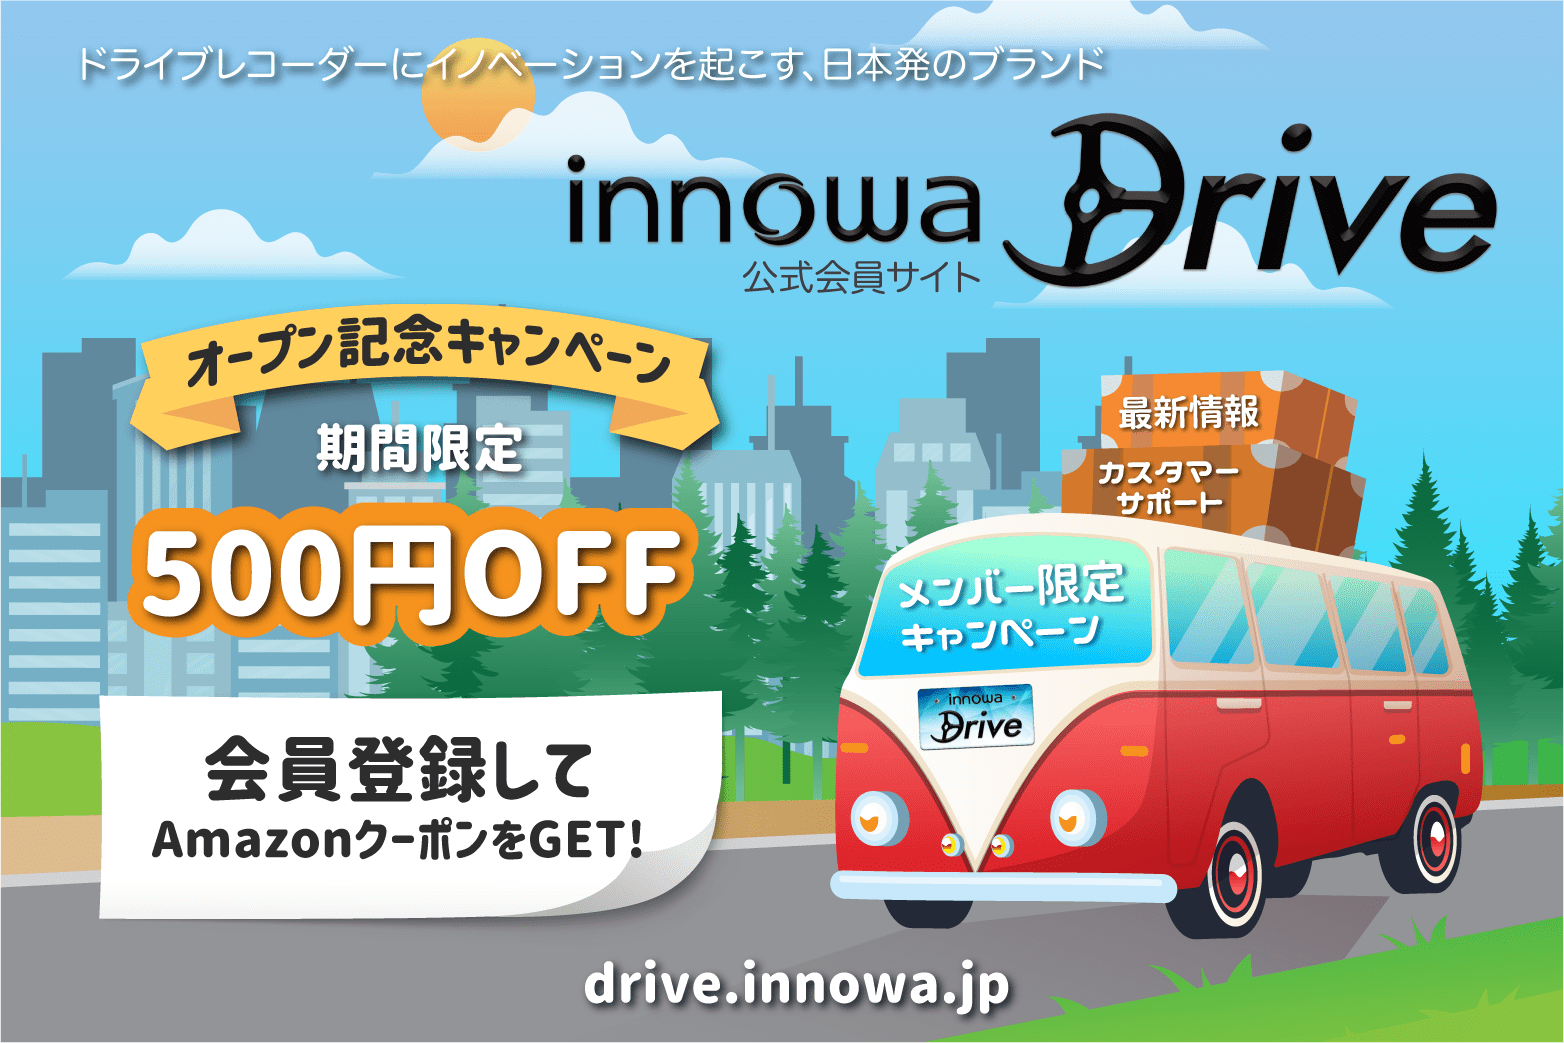 ドライブレコーダーにイノベーションを起こす、日本発のブランド
innowa Drive
公式会員サイト
オープン記念キャンペーン
期間限定
500円OFF
会員登録して
AmazonクーポンをGET!
最新情報
カスタマー
サポート
メンバー限定
キャンペーン
innowa
Drive
drive.innowa.jp